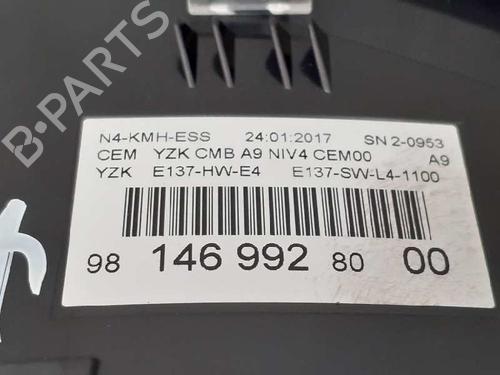 B-PARTS
N4-KMH-ESS 24:01:2017 SN 2-0953
CEM YZK CMB A9 NIV4 CEM00 A9
YZK E137-HW-E4 E137-SW-L4-1100
98 146 992 80 00